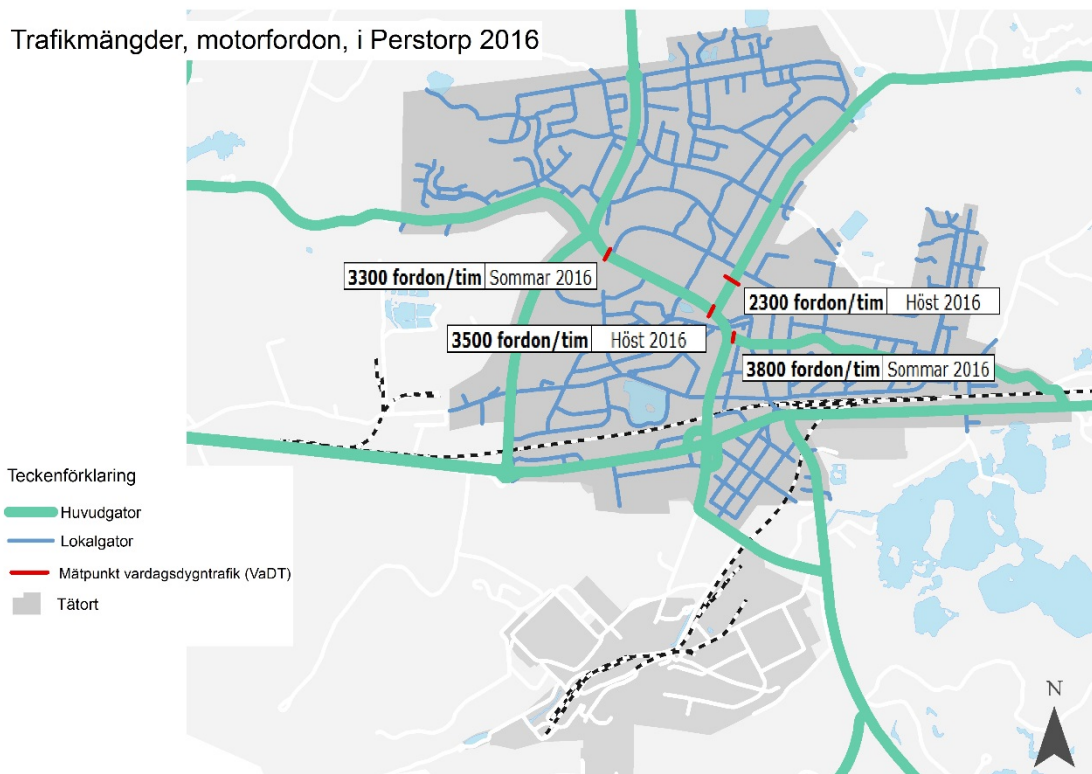 Trafikmängder, motorfordon, i Perstorp 2016
3300 fordon/tim Sommar 2016
2300 fordon/tim Höst 2016
3500 fordon/tim Höst 2016
3800 fordon/tim Sommar 2016
Teckenförklaring
Huvudgator
Lokalgator
Mätpunkt vardagsdygntrafik (VaDT)
Tätort
N